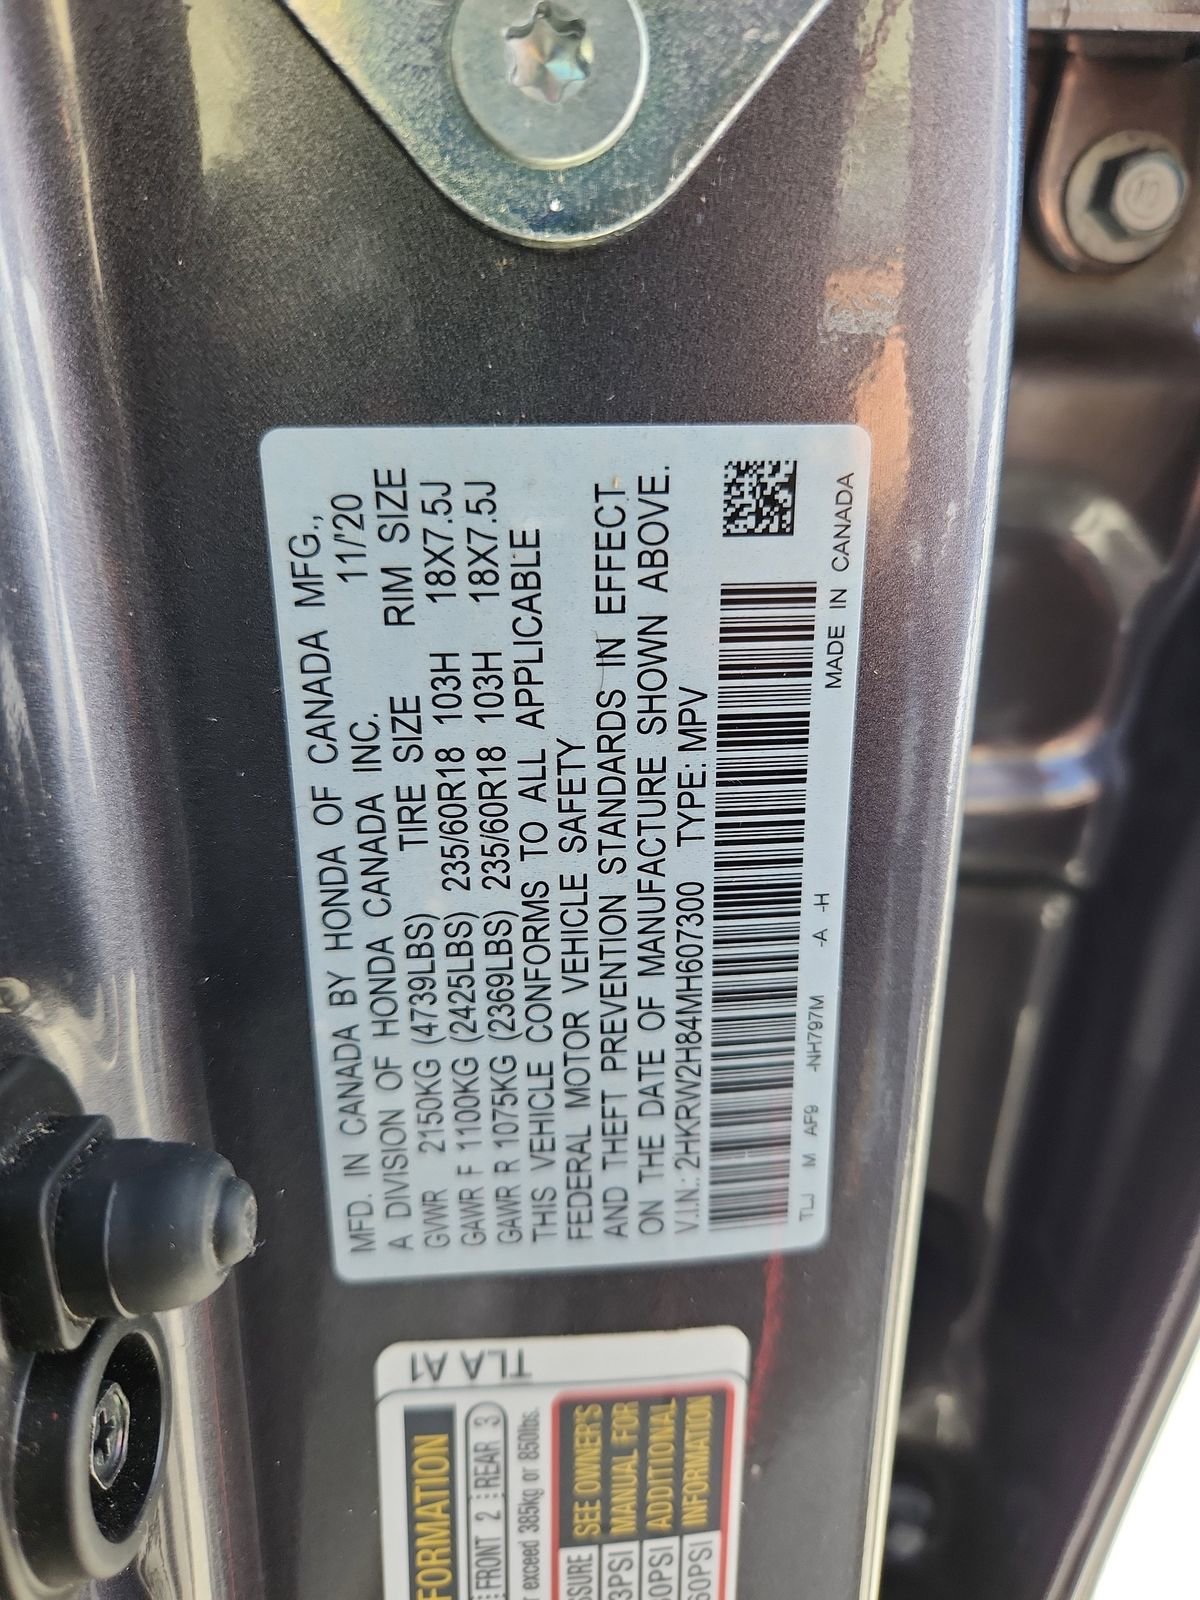 MFD. IN CANADA BY HONDA OF CANADA MFG.,
A DIVISION OF HONDA CANADA INC. 11/'20
TIRE SIZE RIM SIZE
GVWR 2150KG (4739LBS)
GAWR F 1100KG (2425LBS) 235/60R18 103H 18X7.5J
GAWR R 1075KG (2369LBS) 235/60R18 103H 18X7.5J
THIS VEHICLE CONFORMS TO ALL APPLICABLE
FEDERAL MOTOR VEHICLE SAFETY
AND THEFT PREVENTION STANDARDS IN EFFECT
ON THE DATE OF MANUFACTURE SHOWN ABOVE.
V.I.N.: 2HKRW2H84MH607300 TYPE: MPV
TLJ M AF9 -NH797M -A -H MADE IN CANADA
TLA A1
FRONT 2 REAR 3
exceed 385kg or 850lbs.
SEE OWNER'S
MANUAL FOR
ADDITIONAL
INFORMATION